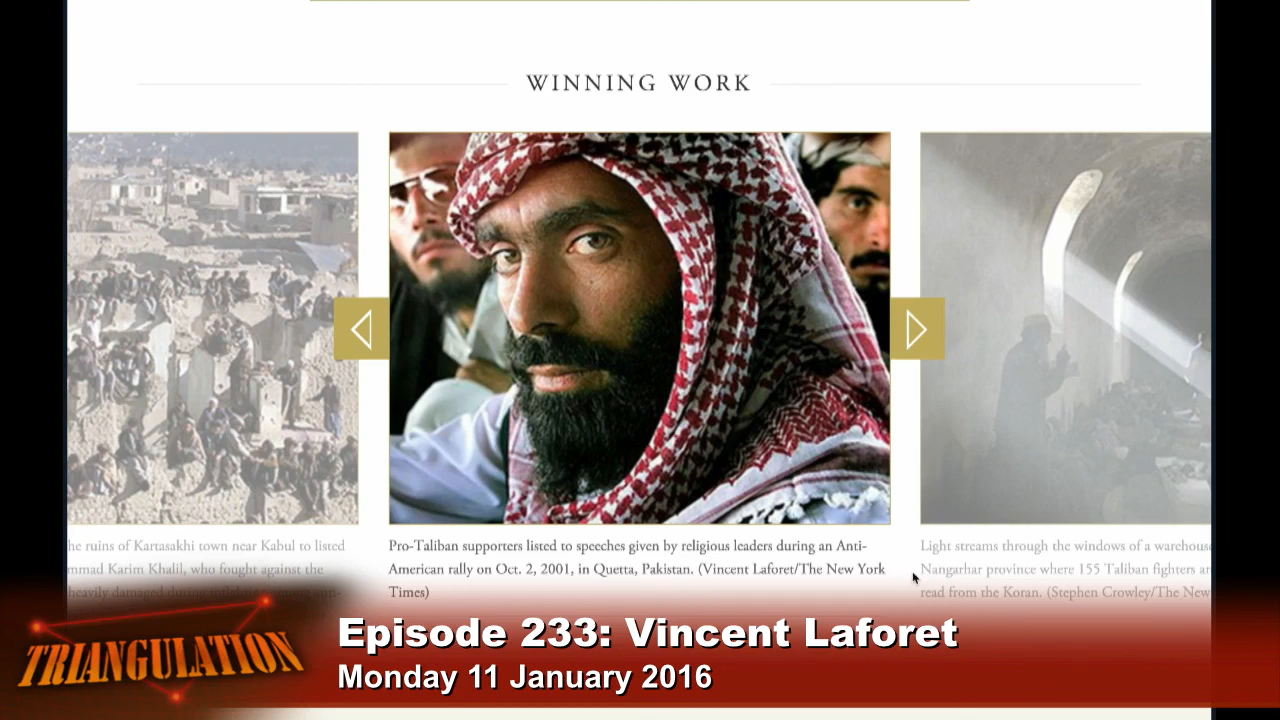 WINNING WORK
he ruins of Kartasakhi town near Kabul to listed
mmad Karim Khalil, who fought against the
heavily damaged during
Pro-Taliban supporters listed to speeches given by religious leaders during an Anti-
American rally on Oct. 2, 2001, in Quetta, Pakistan. (Vincent Laforet/The New York
Times)
Light streams through the windows of a warehouse
Nangarhar province where 155 Taliban fighters ar
read from the Koran. (Stephen Crowley/The New
TRIANGULATION
Episode 233: Vincent Laforet
Monday 11 January 2016